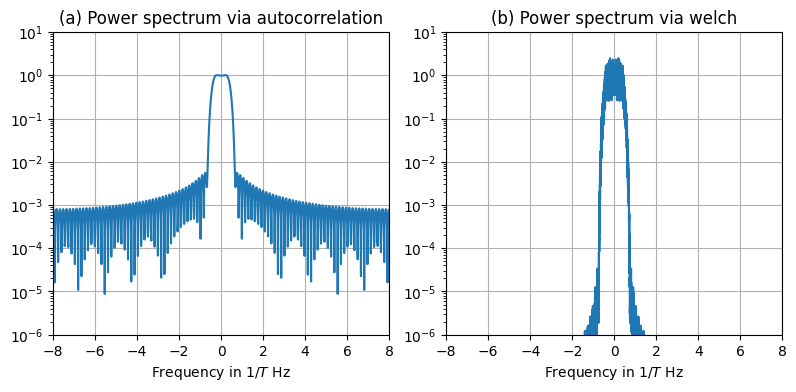 (a) Power spectrum via autocorrelation
10^1
10^0
10^-1
10^-2
10^-3
10^-4
10^-5
10^-6
−8 −6 −4 −2 0 2 4 6 8
Frequency in 1/T Hz
(b) Power spectrum via welch
10^1
10^0
10^-1
10^-2
10^-3
10^-4
10^-5
10^-6
−8 −6 −4 −2 0 2 4 6 8
Frequency in 1/T Hz